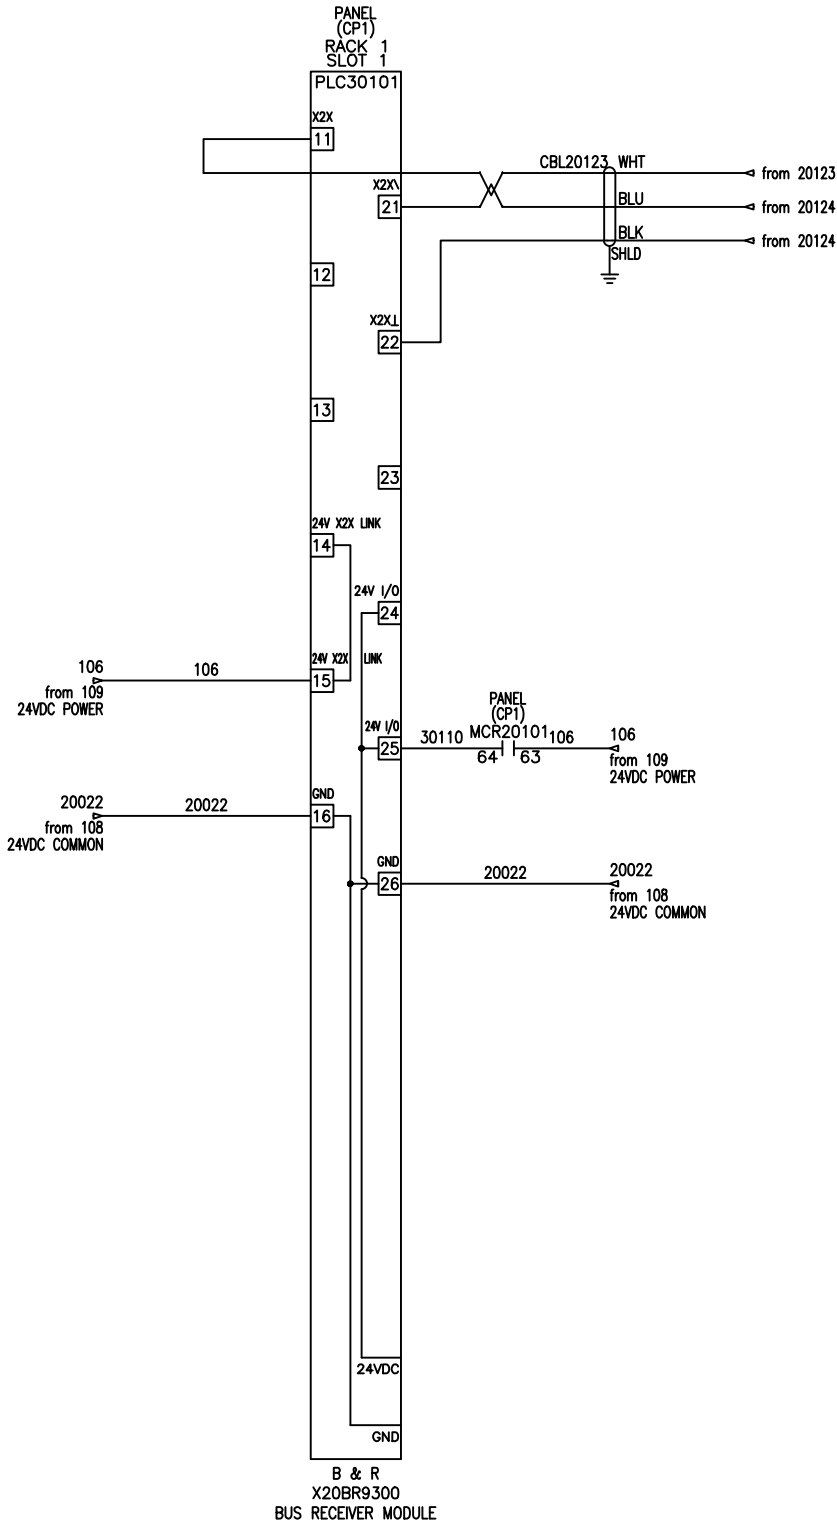 PANEL
(CP1)
RACK 1
SLOT 1
PLC30101
X2X
11
CBL20123 WHT
from 20123
X2X\
21
BLU
from 20124
BLK
from 20124
SHLD
12
X2X⊥
22
13
23
24V X2X LINK
14
24V I/O
24
24V X2X LINK
15
106
106
from 109
24VDC POWER
PANEL
(CP1)
MCR20101
24V I/O
25
30110
64
63
106
106
from 109
24VDC POWER
GND
16
20022
20022
from 108
24VDC COMMON
GND
26
20022
20022
from 108
24VDC COMMON
24VDC
GND
B & R
X20BR9300
BUS RECEIVER MODULE